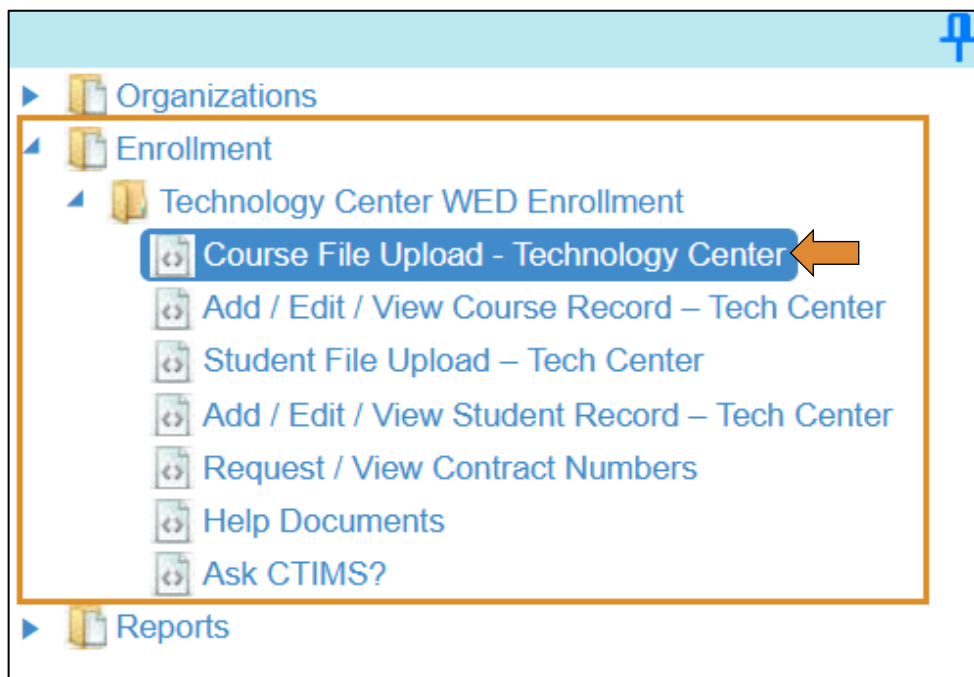 Organizations
Enrollment
Technology Center WED Enrollment
Course File Upload - Technology Center
Add / Edit / View Course Record – Tech Center
Student File Upload – Tech Center
Add / Edit / View Student Record – Tech Center
Request / View Contract Numbers
Help Documents
Ask CTIMS?
Reports